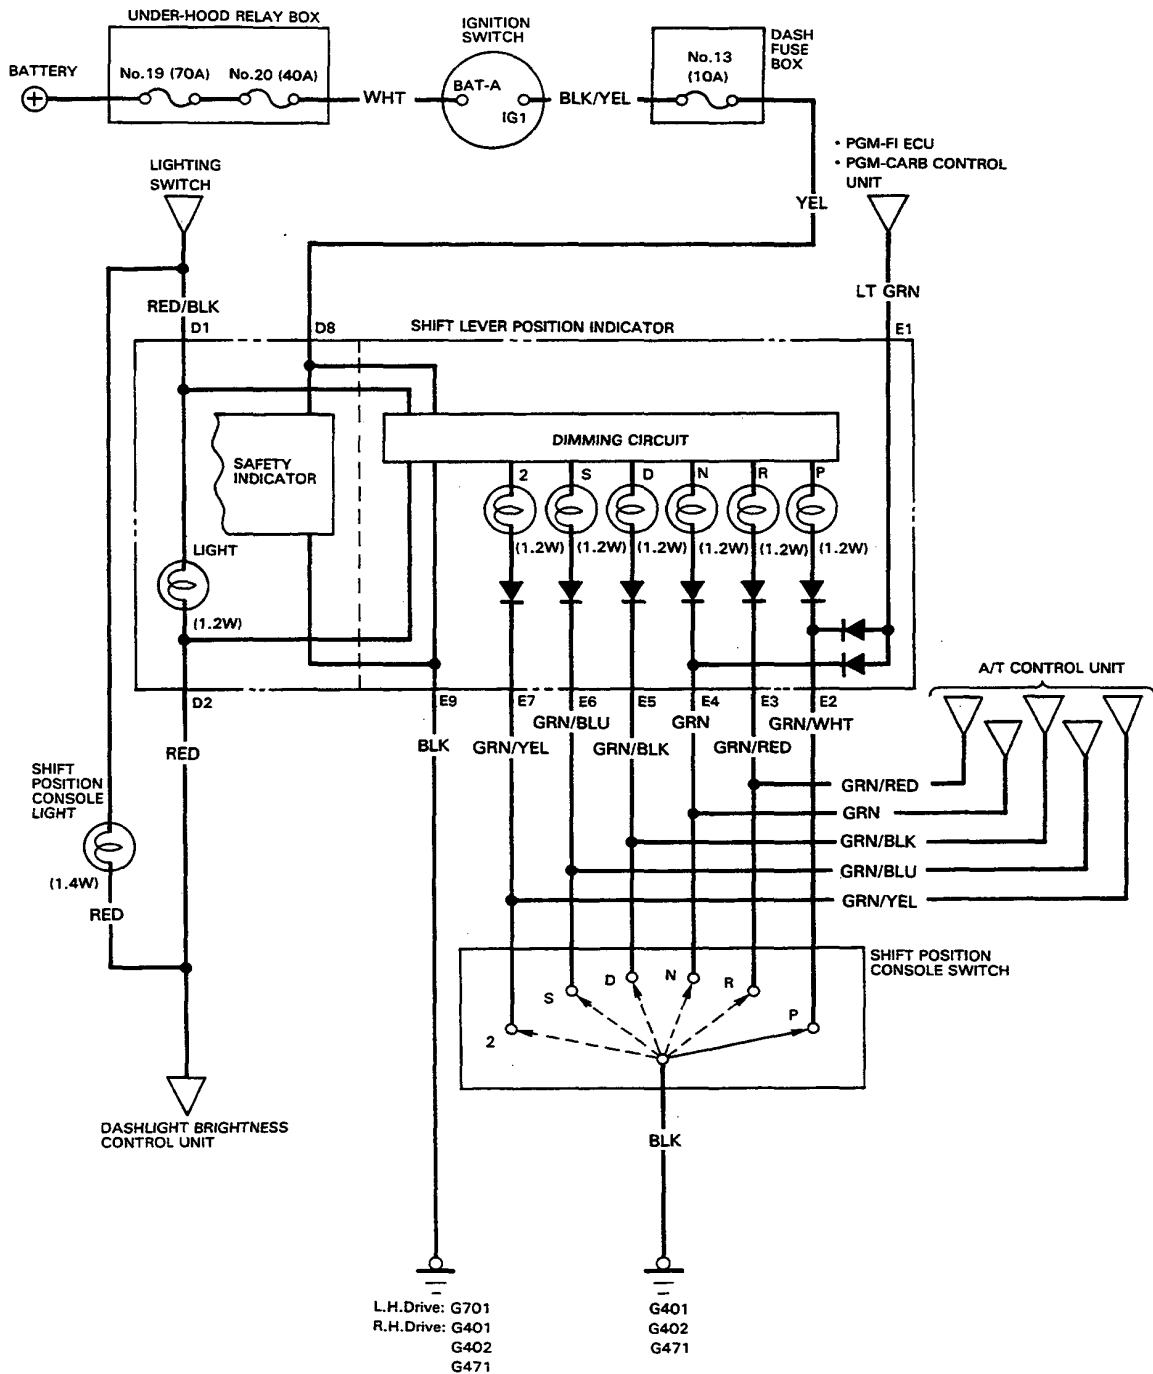 UNDER-HOOD RELAY BOX
IGNITION
SWITCH
DASH
FUSE
BOX
BATTERY
No.19 (70A)
No.20 (40A)
WHT
BAT-A
IG1
BLK/YEL
No.13
(10A)
• PGM-FI ECU
• PGM-CARB CONTROL
UNIT
LIGHTING
SWITCH
YEL
RED/BLK
LT GRN
D1
D8
SHIFT LEVER POSITION INDICATOR
E1
DIMMING CIRCUIT
SAFETY
INDICATOR
2
S
D
N
R
P
(1.2W)
(1.2W)
(1.2W)
(1.2W)
(1.2W)
(1.2W)
LIGHT
(1.2W)
A/T CONTROL UNIT
D2
E9
E7
E6
E5
E4
E3
E2
RED
BLK
GRN/YEL
GRN/BLU
GRN/BLK
GRN
GRN/RED
GRN/WHT
SHIFT
POSITION
CONSOLE
LIGHT
(1.4W)
RED
GRN/RED
GRN
GRN/BLK
GRN/BLU
GRN/YEL
SHIFT POSITION
CONSOLE SWITCH
2
S
D
N
R
P
DASHLIGHT BRIGHTNESS
CONTROL UNIT
BLK
L.H.Drive: G701
R.H.Drive: G401
G402
G471
G401
G402
G471